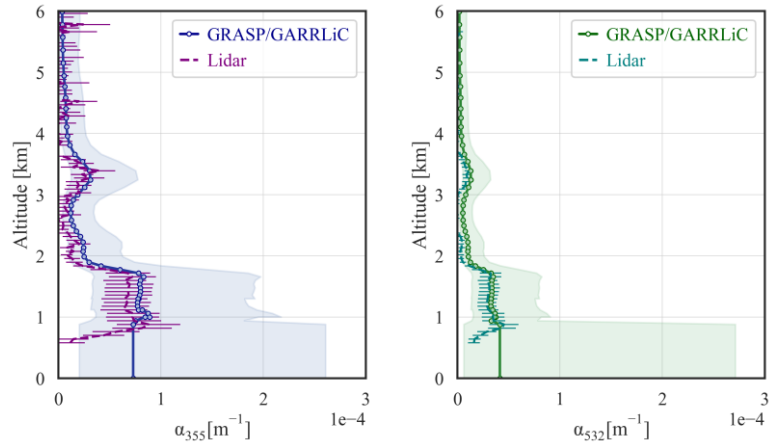 6
5
4
3
2
1
0
Altitude [km]
GRASP/GARRLiC
Lidar
0
1
2
3
1e−4
α355[m−1]
6
5
4
3
2
1
0
Altitude [km]
GRASP/GARRLiC
Lidar
0
1
2
3
1e−4
α532[m−1]